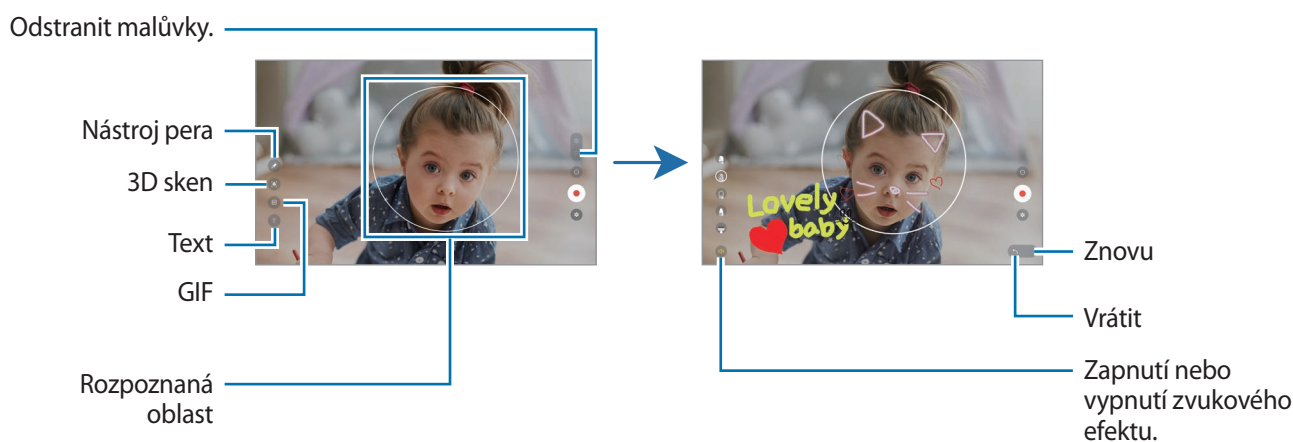 Odstranit malůvky.
Nástroj pera
3D sken
Text
GIF
Rozpoznaná
oblast
Lovely
baby
Znovu
Vrátit
Zapnutí nebo
vypnutí zvukového
efektu.